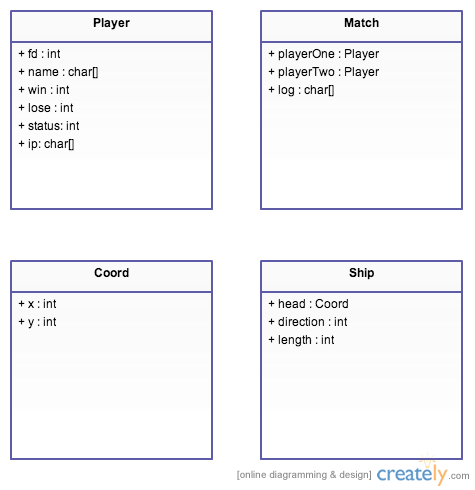 Player
+ fd : int
+ name : char[]
+ win : int
+ lose : int
+ status: int
+ ip: char[]
Match
+ playerOne : Player
+ playerTwo : Player
+ log : char[]
Coord
+ x : int
+ y : int
Ship
+ head : Coord
+ direction : int
+ length : int
[online diagramming & design] creately.com